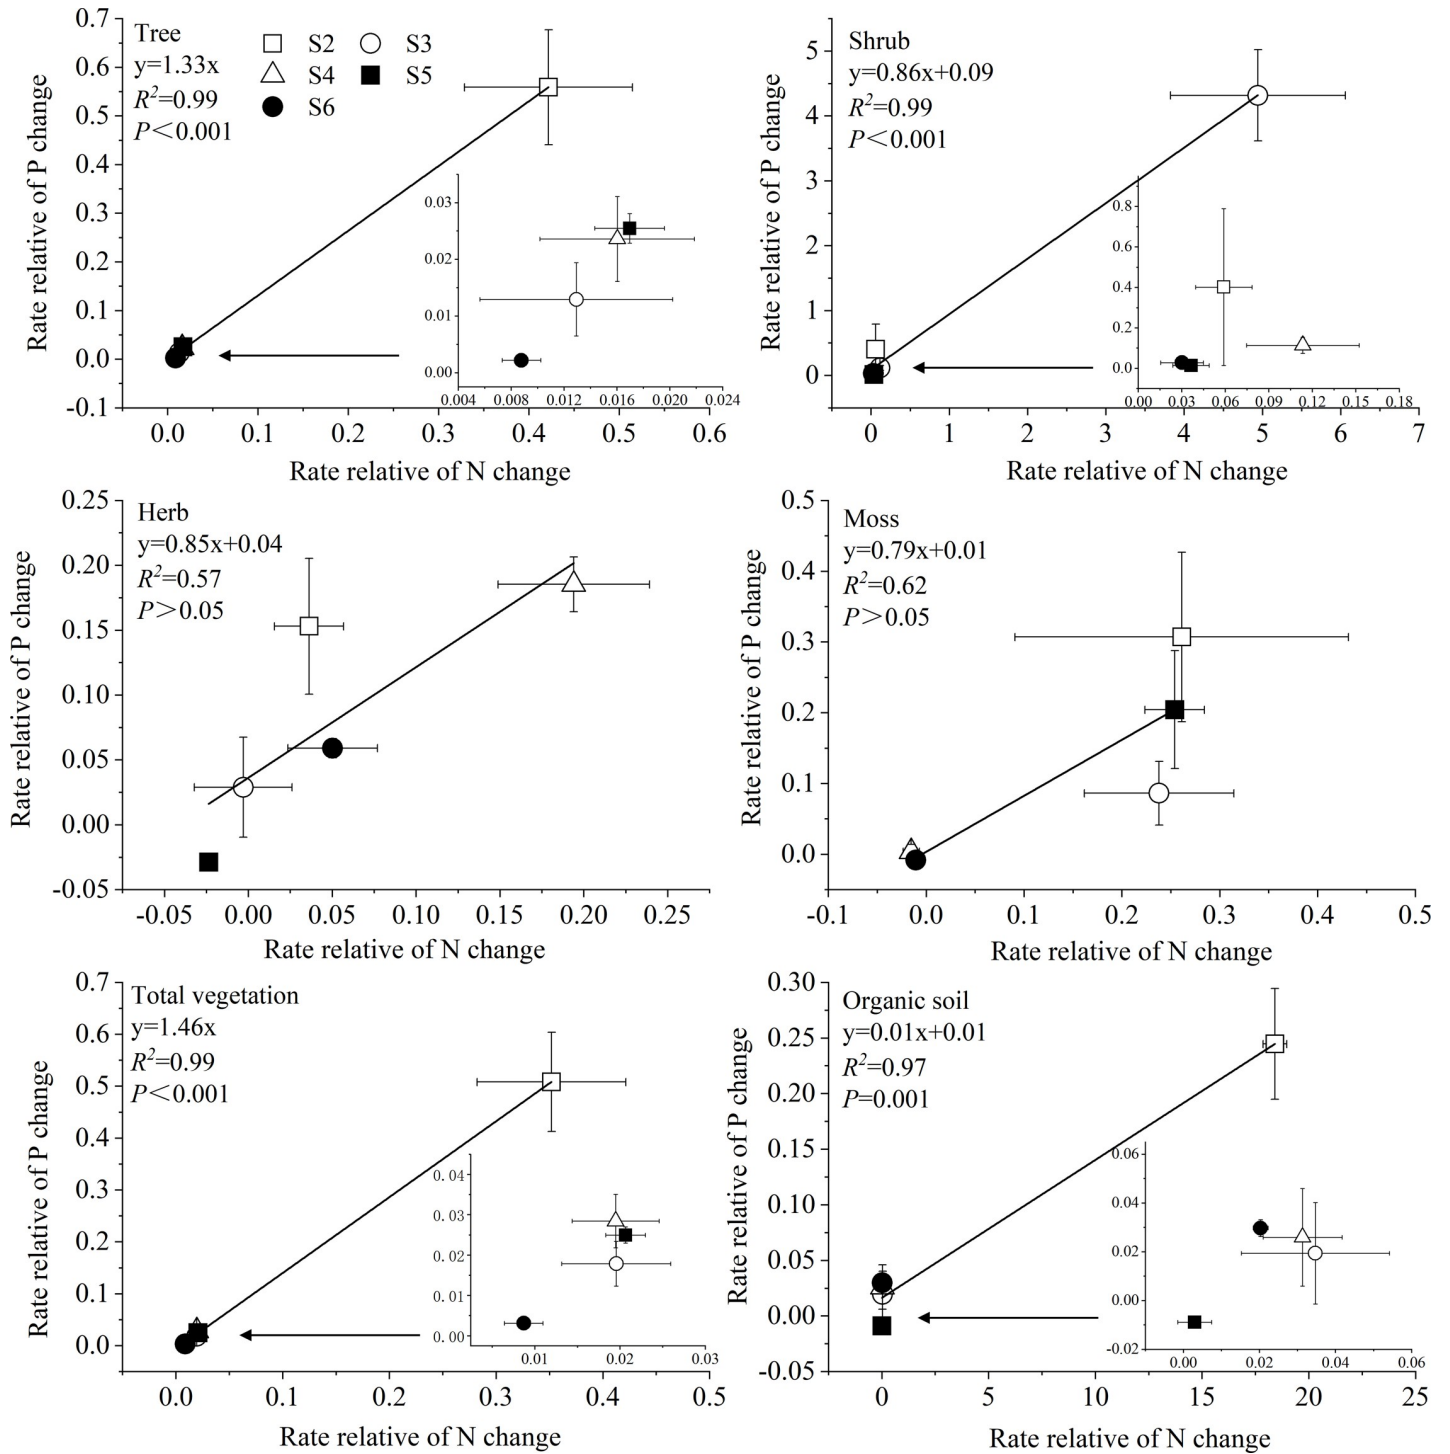 Tree
y=1.33x
R²=0.99
P＜0.001
S2
S3
S4
S5
S6
Rate relative of P change
0.7
0.6
0.5
0.4
0.3
0.2
0.1
0.0
-0.1
0.03
0.02
0.01
0.00
0.004 0.008 0.012 0.016 0.020 0.024
0.0 0.1 0.2 0.3 0.4 0.5 0.6
Rate relative of N change
Shrub
y=0.86x+0.09
R²=0.99
P＜0.001
Rate relative of P change
5
4
3
2
1
0
0.8
0.6
0.4
0.2
0.0
0.00 0.03 0.06 0.09 0.12 0.15 0.18
0 1 2 3 4 5 6 7
Rate relative of N change
Herb
y=0.85x+0.04
R²=0.57
P＞0.05
Rate relative of P change
0.25
0.20
0.15
0.10
0.05
0.00
-0.05
-0.05 0.00 0.05 0.10 0.15 0.20 0.25
Rate relative of N change
Moss
y=0.79x+0.01
R²=0.62
P＞0.05
Rate relative of P change
0.5
0.4
0.3
0.2
0.1
0.0
-0.1 0.0 0.1 0.2 0.3 0.4 0.5
Rate relative of N change
Total vegetation
y=1.46x
R²=0.99
P＜0.001
Rate relative of P change
0.7
0.6
0.5
0.4
0.3
0.2
0.1
0.0
0.04
0.03
0.02
0.01
0.00
0.01 0.02 0.03
0.0 0.1 0.2 0.3 0.4 0.5
Rate relative of N change
Organic soil
y=0.01x+0.01
R²=0.97
P=0.001
Rate relative of P change
0.30
0.25
0.20
0.15
0.10
0.05
0.00
-0.05
0.06
0.04
0.02
0.00
-0.02
0.00 0.02 0.04 0.06
0 5 10 15 20 25
Rate relative of N change